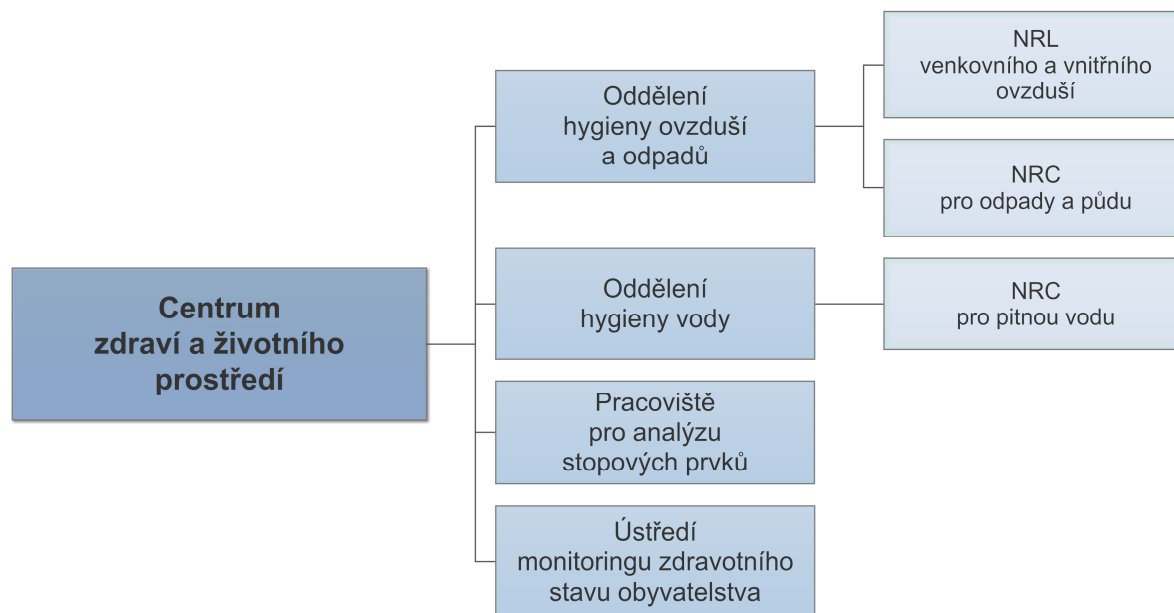 Centrum
zdraví a životního
prostředí
Oddělení
hygieny ovzduší
a odpadů
NRL
venkovního a vnitřního
ovzduší
NRC
pro odpady a půdu
Oddělení
hygieny vody
NRC
pro pitnou vodu
Pracoviště
pro analýzu
stopových prvků
Ústředí
monitoringu zdravotního
stavu obyvatelstva